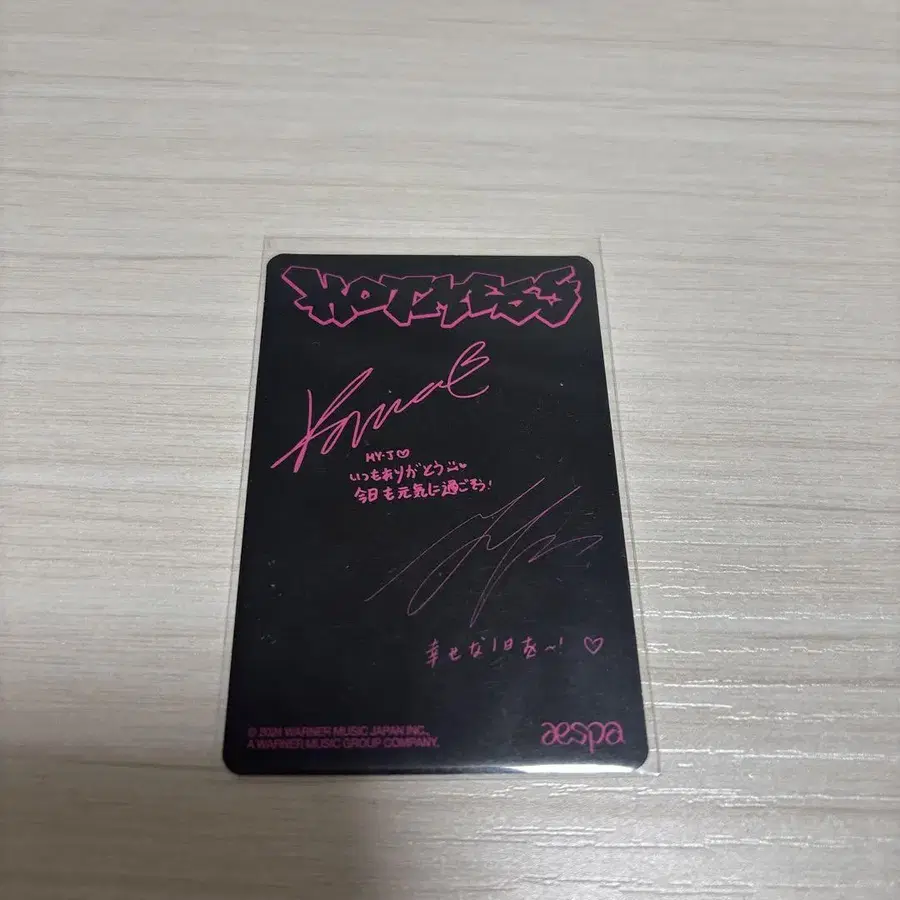 HOT MESS
Karina
MY-J♡
いつもありがとう
今日も元気に過ごそう!
幸せな1日を〜! ♡
© 2024 WARNER MUSIC JAPAN INC.,
A WARNER MUSIC GROUP COMPANY.
aespa